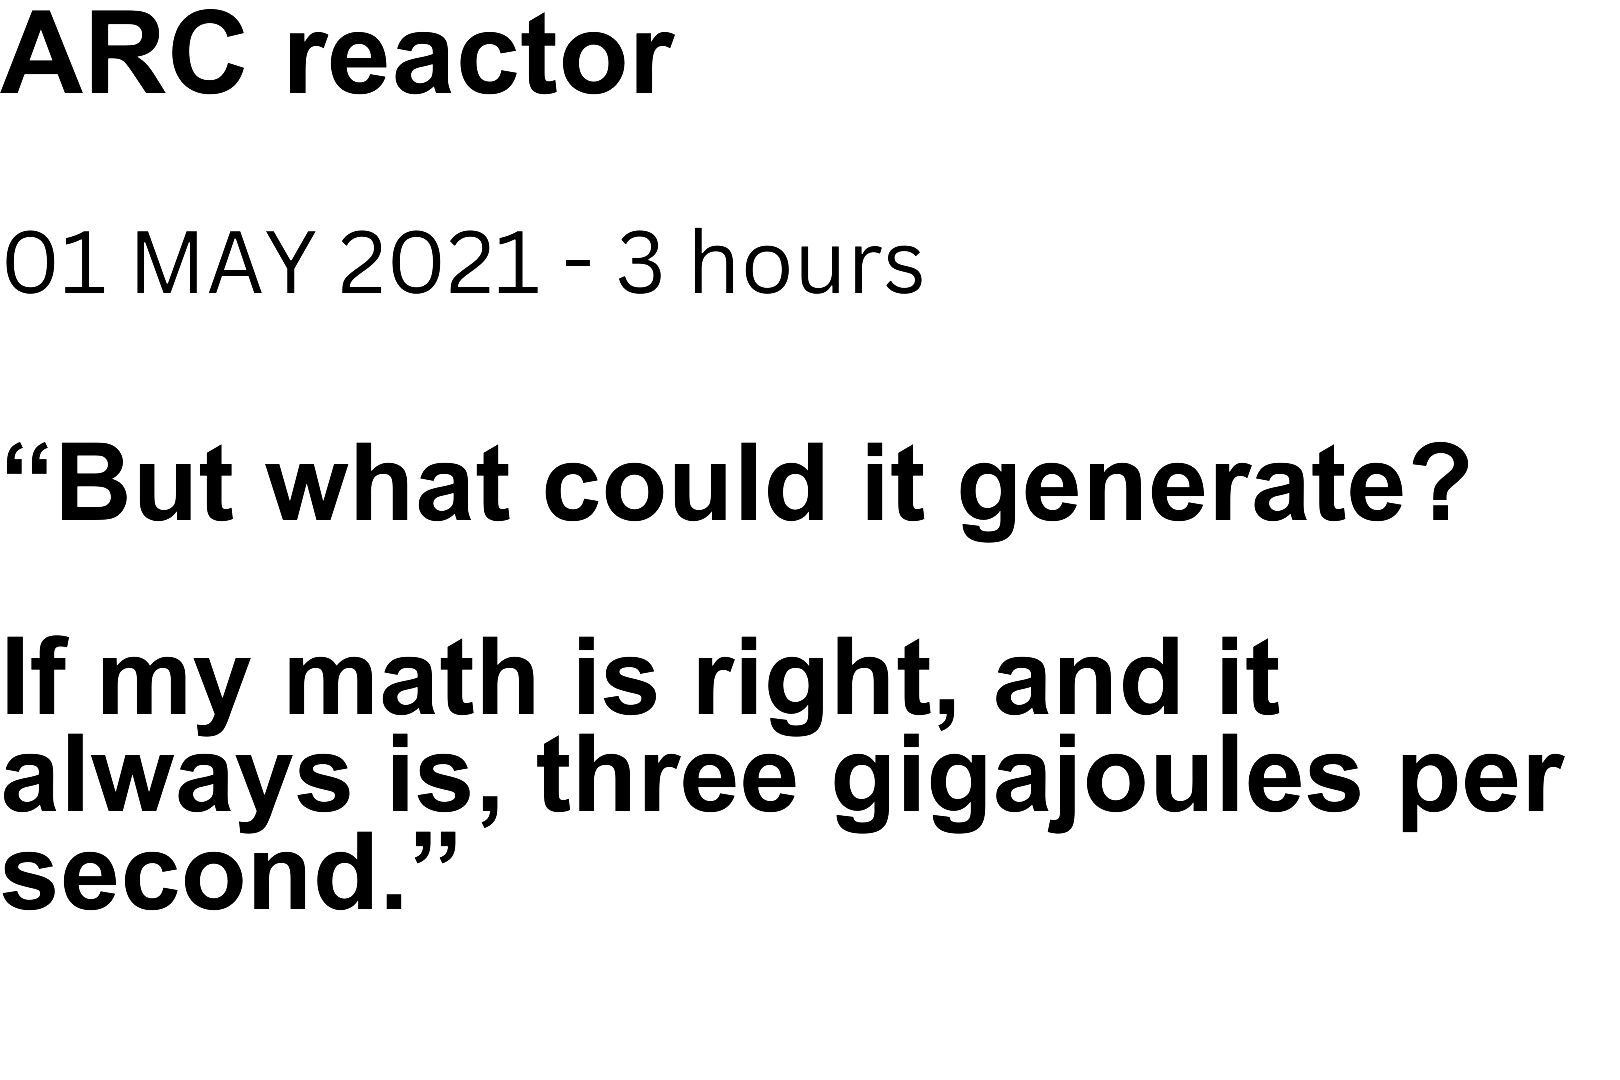 ARC reactor
01 MAY 2021 - 3 hours
“But what could it generate?
If my math is right, and it
always is, three gigajoules per
second.”